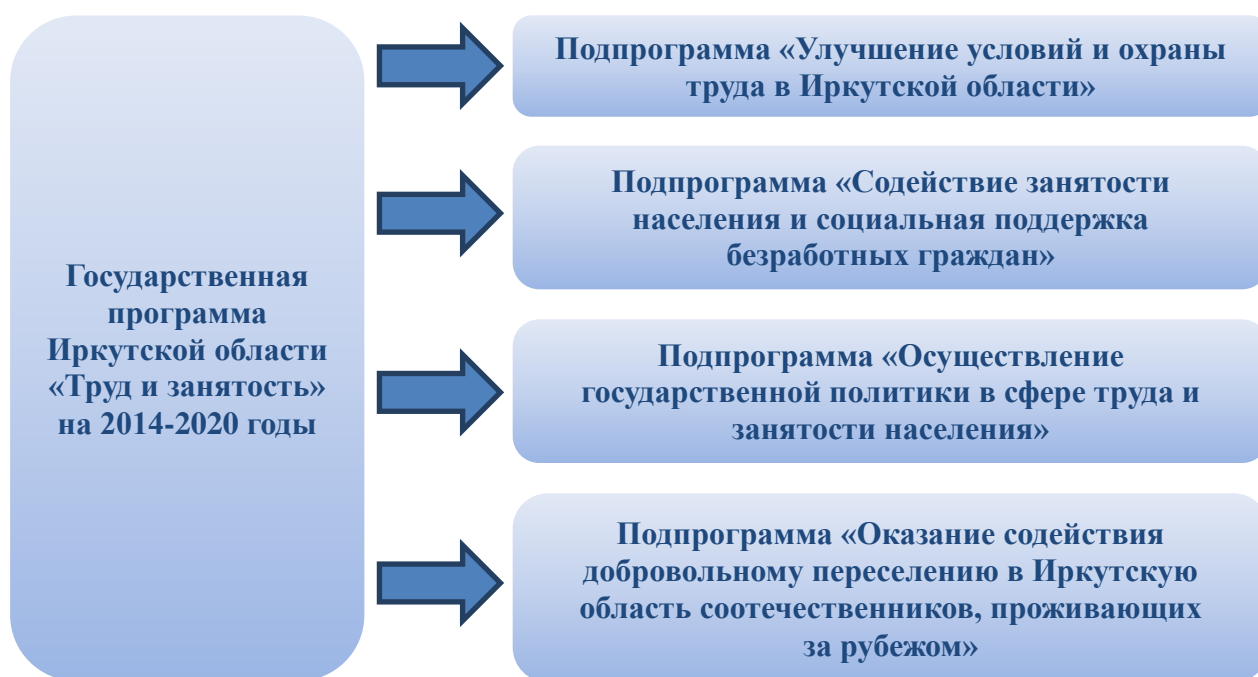 Государственная
программа
Иркутской области
«Труд и занятость»
на 2014-2020 годы
Подпрограмма «Улучшение условий и охраны
труда в Иркутской области»
Подпрограмма «Содействие занятости
населения и социальная поддержка
безработных граждан»
Подпрограмма «Осуществление
государственной политики в сфере труда и
занятости населения»
Подпрограмма «Оказание содействия
добровольному переселению в Иркутскую
область соотечественников, проживающих
за рубежом»